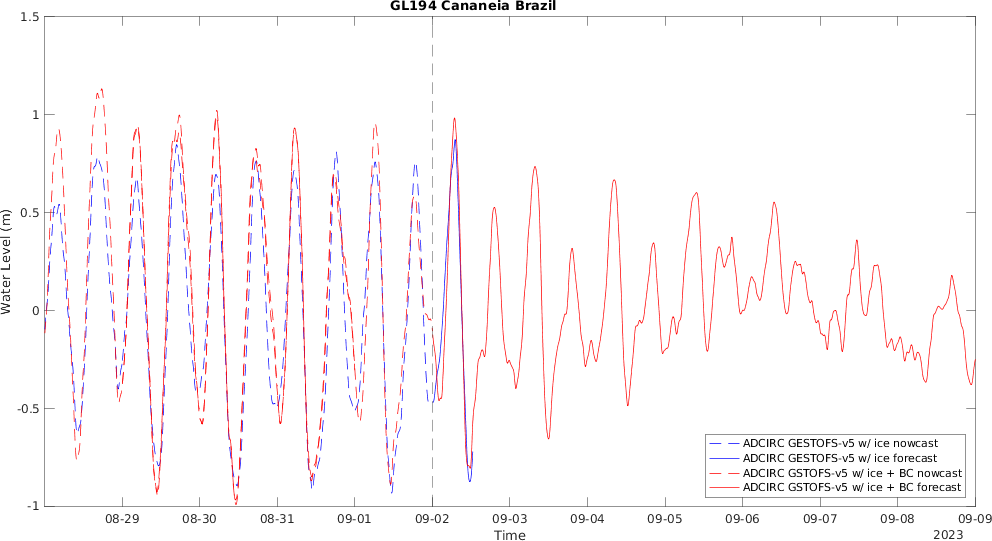 GL194 Cananeia Brazil
1.5
1
0.5
0
-0.5
-1
Water Level (m)
ADCIRC GESTOFS-v5 w/ ice nowcast
ADCIRC GESTOFS-v5 w/ ice forecast
ADCIRC GSTOFS-v5 w/ ice + BC nowcast
ADCIRC GSTOFS-v5 w/ ice + BC forecast
08-29 08-30 08-31 09-01 09-02 09-03 09-04 09-05 09-06 09-07 09-08 09-09
Time
2023